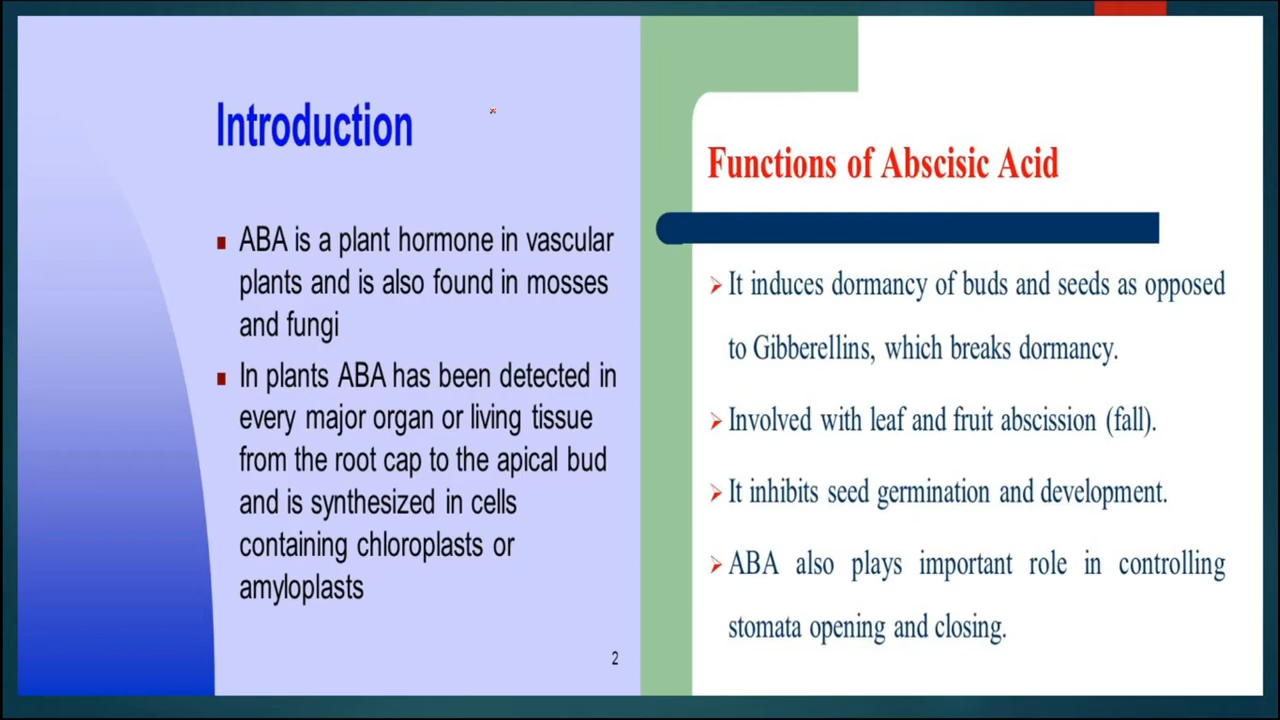 Introduction
ABA is a plant hormone in vascular
plants and is also found in mosses
and fungi
In plants ABA has been detected in
every major organ or living tissue
from the root cap to the apical bud
and is synthesized in cells
containing chloroplasts or
amyloplasts
2
Functions of Abscisic Acid
It induces dormancy of buds and seeds as opposed
to Gibberellins, which breaks dormancy.
Involved with leaf and fruit abscission (fall).
It inhibits seed germination and development.
ABA also plays important role in controlling
stomata opening and closing.